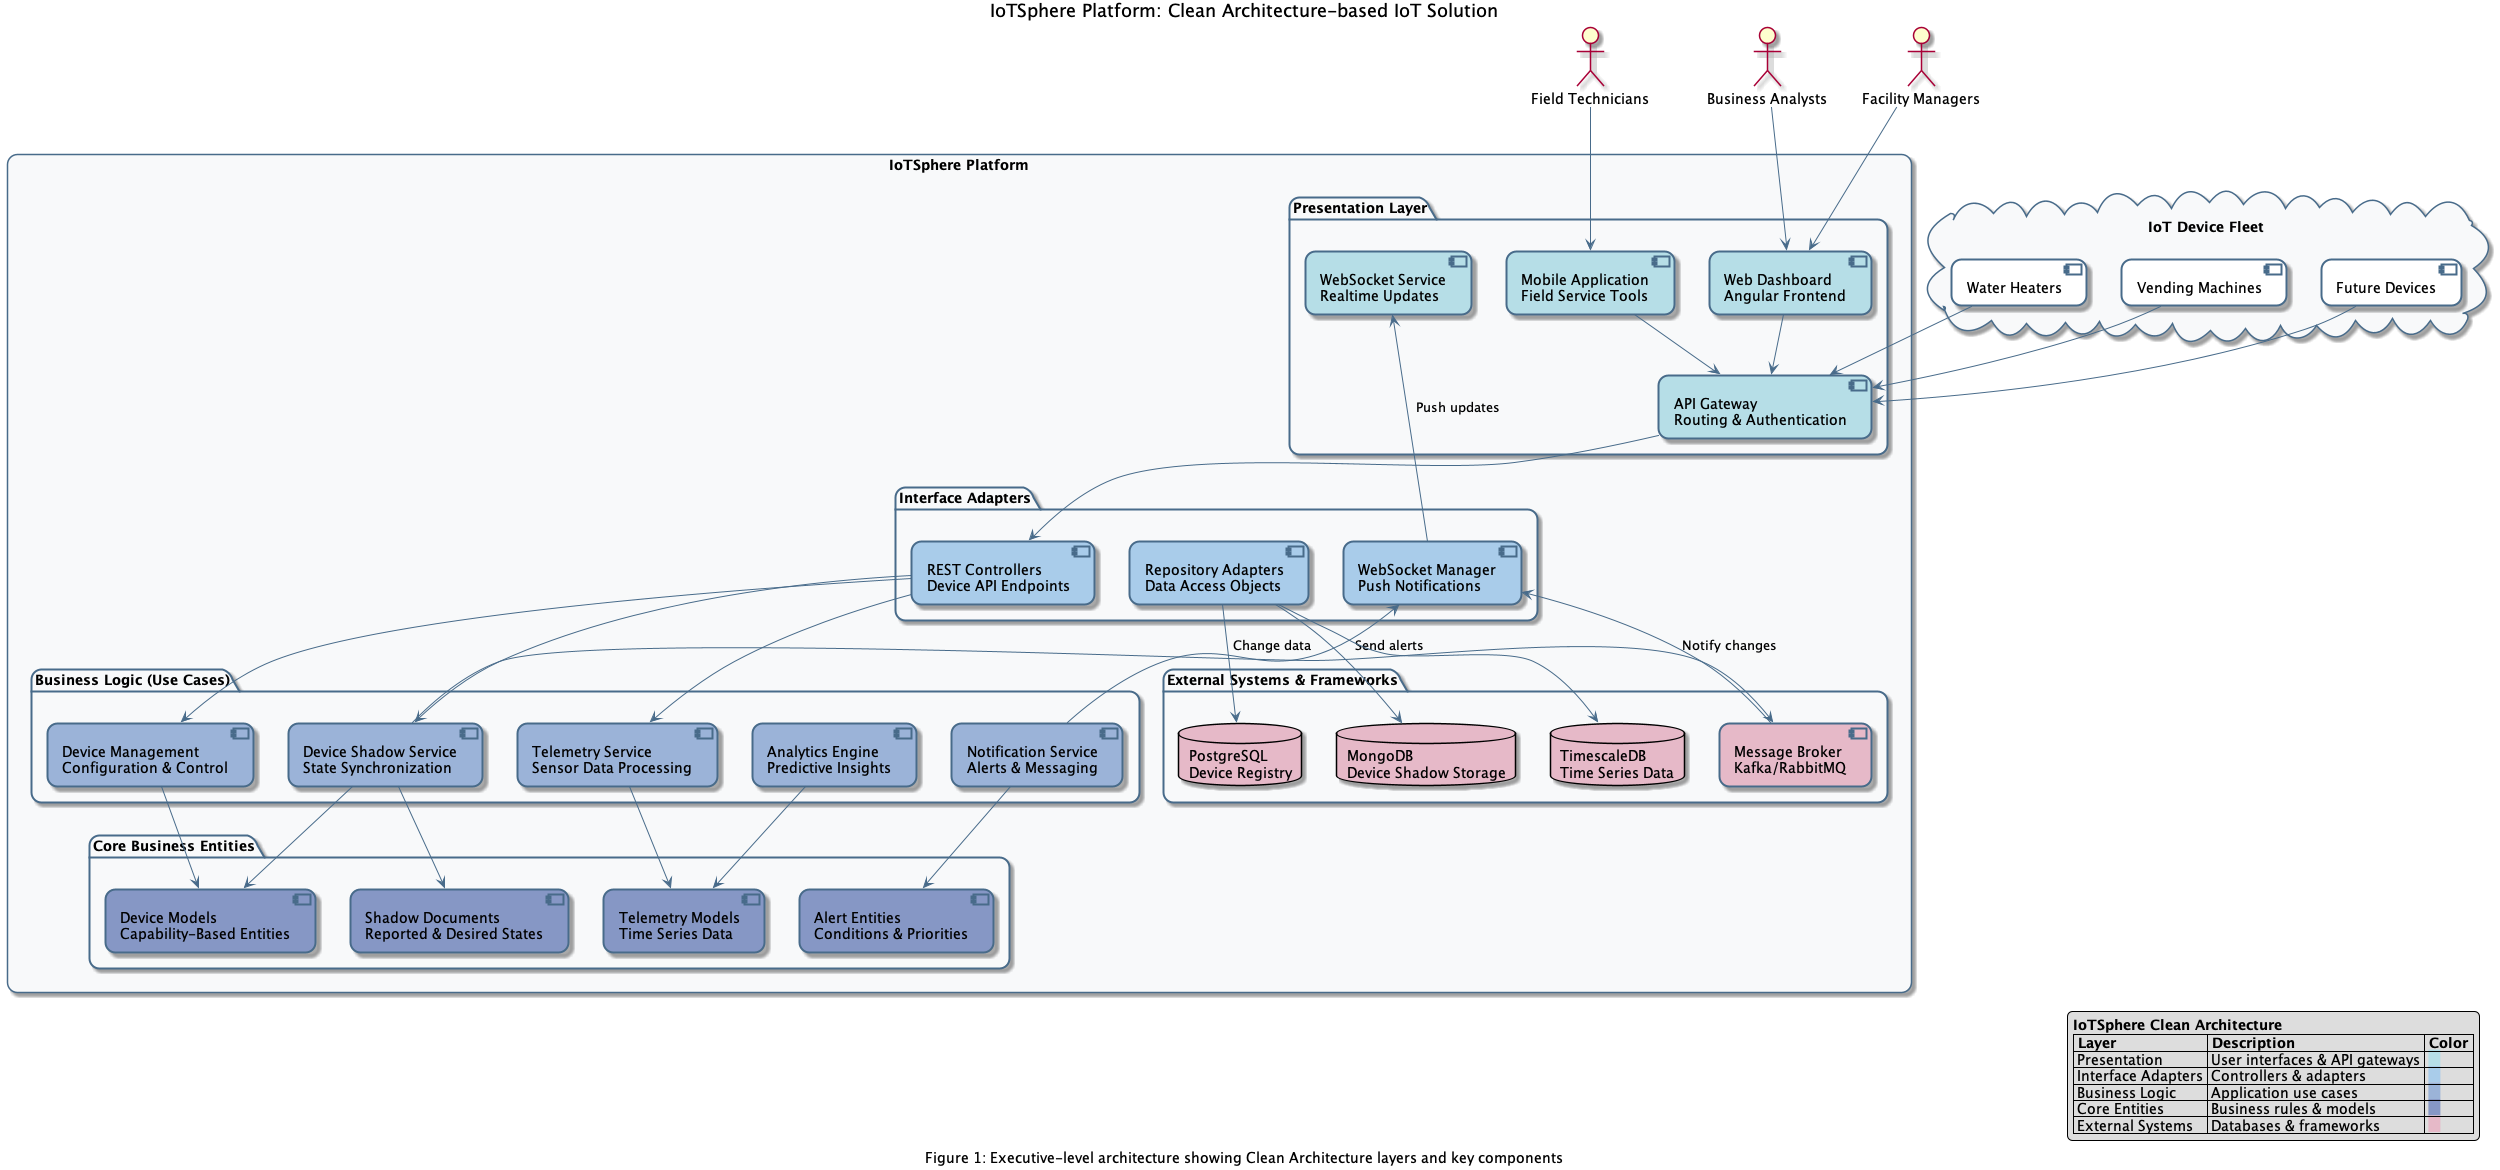 IoTSphere Platform: Clean Architecture-based IoT Solution
Field Technicians
Business Analysts
Facility Managers
IoTSphere Platform
Presentation Layer
WebSocket Service
Realtime Updates
Mobile Application
Field Service Tools
Web Dashboard
Angular Frontend
IoT Device Fleet
Water Heaters
Vending Machines
Future Devices
API Gateway
Routing & Authentication
Push updates
Interface Adapters
REST Controllers
Device API Endpoints
Repository Adapters
Data Access Objects
WebSocket Manager
Push Notifications
Change data
Send alerts
Notify changes
Business Logic (Use Cases)
Device Management
Configuration & Control
Device Shadow Service
State Synchronization
Telemetry Service
Sensor Data Processing
Analytics Engine
Predictive Insights
Notification Service
Alerts & Messaging
External Systems & Frameworks
PostgreSQL
Device Registry
MongoDB
Device Shadow Storage
TimescaleDB
Time Series Data
Message Broker
Kafka/RabbitMQ
Core Business Entities
Device Models
Capability-Based Entities
Shadow Documents
Reported & Desired States
Telemetry Models
Time Series Data
Alert Entities
Conditions & Priorities
IoTSphere Clean Architecture
Layer Description Color
Presentation User interfaces & API gateways
Interface Adapters Controllers & adapters
Business Logic Application use cases
Core Entities Business rules & models
External Systems Databases & frameworks
Figure 1: Executive-level architecture showing Clean Architecture layers and key components